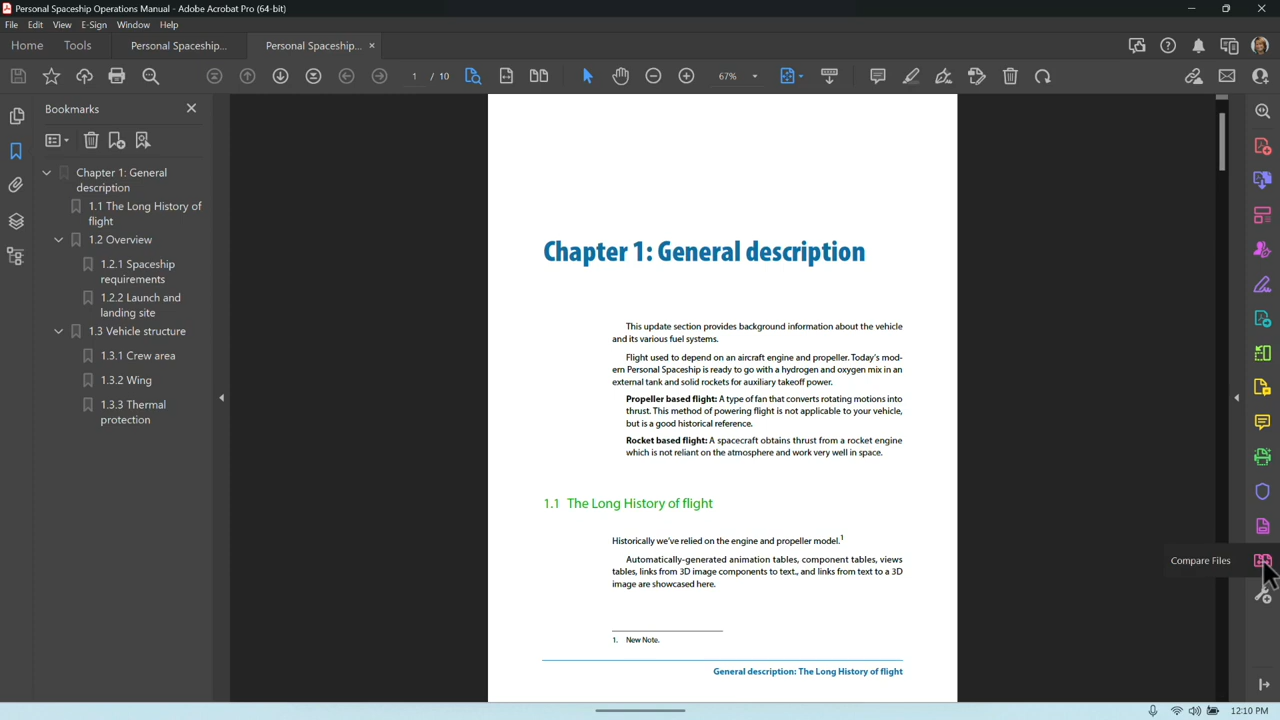 Personal Spaceship Operations Manual - Adobe Acrobat Pro (64-bit)
File Edit View E-Sign Window Help
Home Tools Personal Spaceship... Personal Spaceship... ×
1 / 10 67%
Bookmarks
Chapter 1: General
description
1.1 The Long History of
flight
1.2 Overview
1.2.1 Spaceship
requirements
1.2.2 Launch and
landing site
1.3 Vehicle structure
1.3.1 Crew area
1.3.2 Wing
1.3.3 Thermal
protection
Chapter 1: General description
This update section provides background information about the vehicle
and its various fuel systems.
Flight used to depend on an aircraft engine and propeller. Today's mod-
ern Personal Spaceship is ready to go with a hydrogen and oxygen mix in an
external tank and solid rockets for auxiliary takeoff power.
Propeller based flight: A type of fan that converts rotating motions into
thrust. This method of powering flight is not applicable to your vehicle,
but is a good historical reference.
Rocket based flight: A spacecraft obtains thrust from a rocket engine
which is not reliant on the atmosphere and work very well in space.
1.1 The Long History of flight
Historically we've relied on the engine and propeller model.1
Automatically-generated animation tables, component tables, views
tables, links from 3D image components to text., and links from text to a 3D
image are showcased here.
1. New Note.
General description: The Long History of flight
Compare Files
12:10 PM